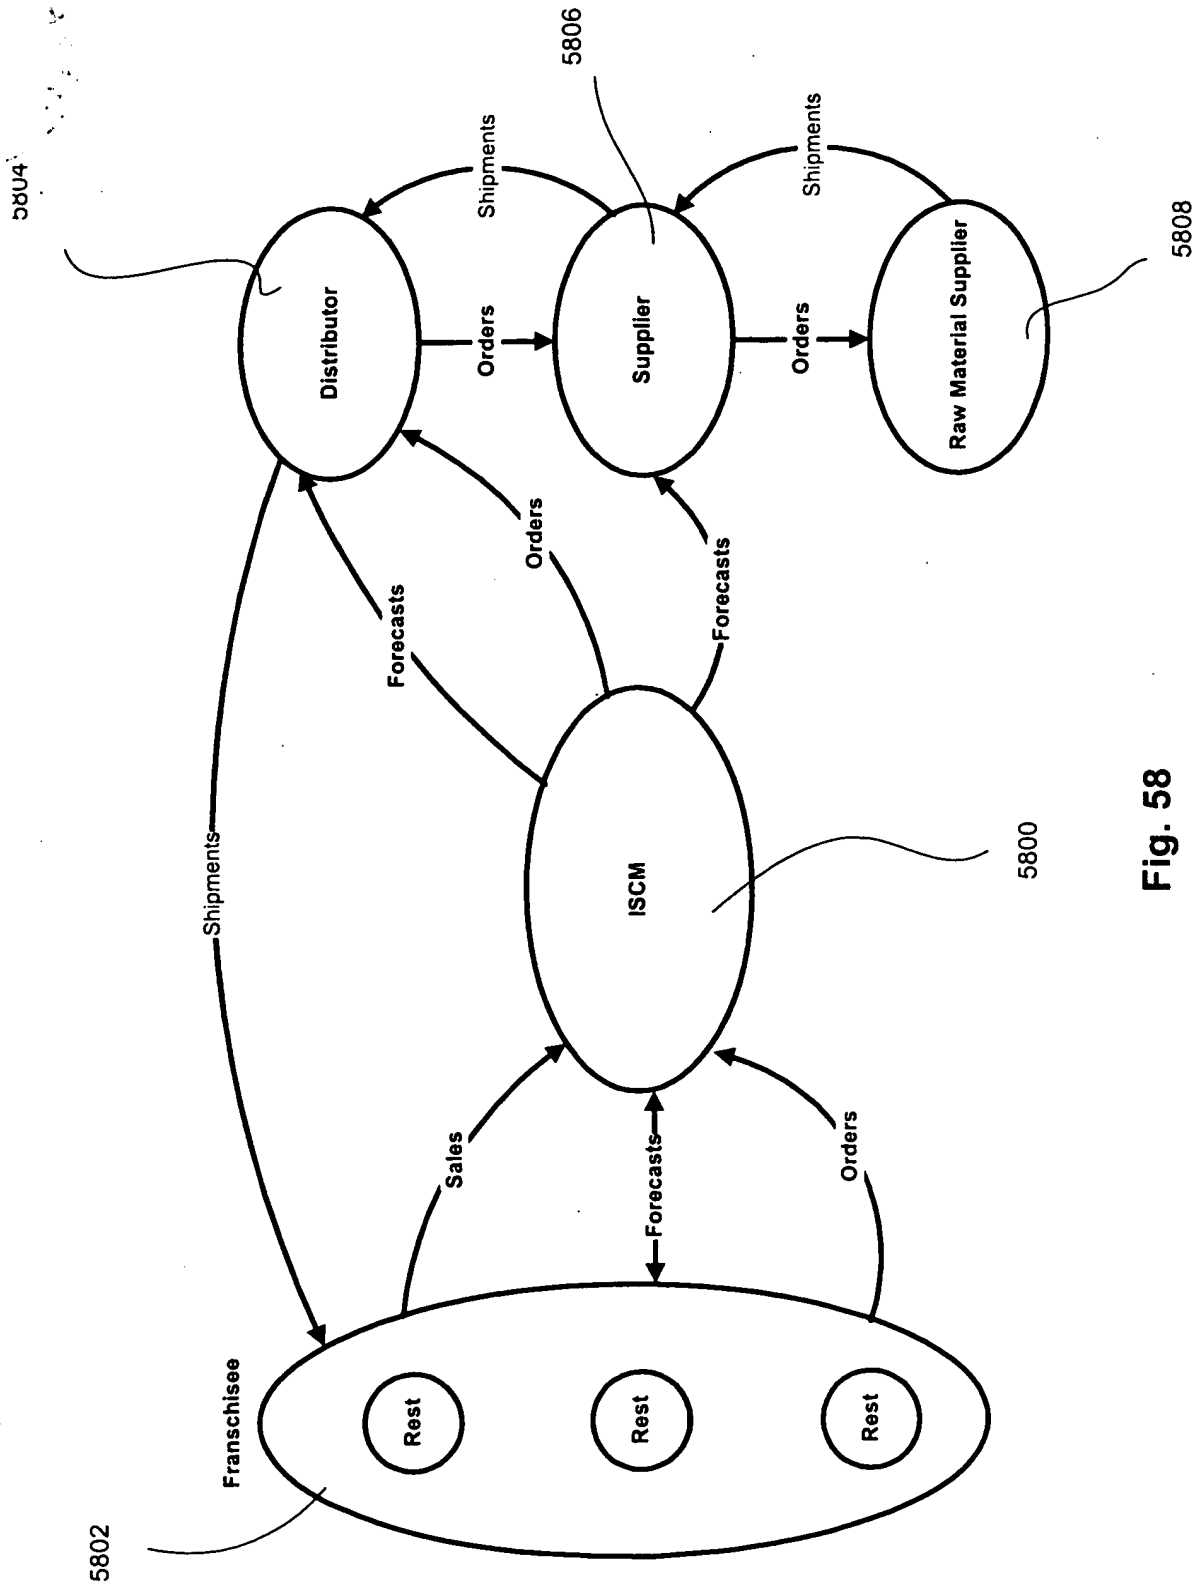 5802
Franschisee
Rest
Rest
Rest
Shipments
Sales
Forecasts
Orders
ISCM
5800
Forecasts
Orders
Forecasts
5804
Distributor
Shipments
Orders
5806
Supplier
Shipments
Orders
Raw Material Supplier
5808
Fig. 58